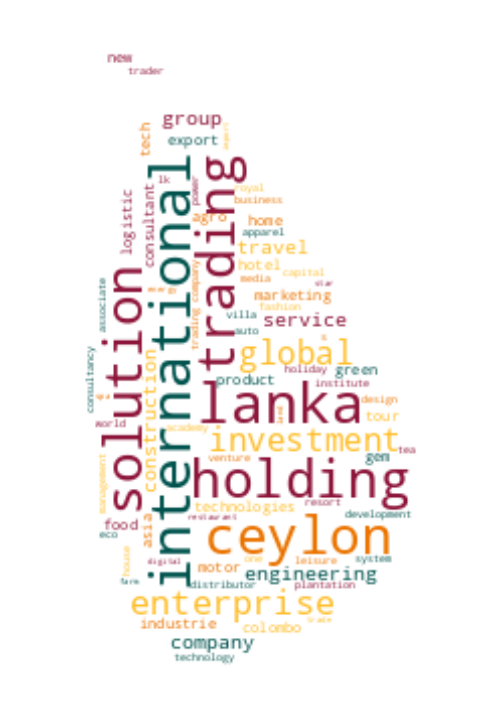 new
trader
group
tech
export
international
trading
lk
power
logistic
consultant
royal
business
agro
home
apparel
travel
hotel
capital
media
star
marketing
fashion
trading company
solution
associate
villa
service
auto
global
construction
consultancy
holiday
green
product
institute
lanka
design
tour
world
academy
investment
tea
gem
venture
management
holding
technologies
resort
development
restaurant
food
asia
eco
ceylon
house
digital
one
leisure
system
motor
engineering
farm
distributor
plantation
enterprise
trade
industrie
colombo
company
technology